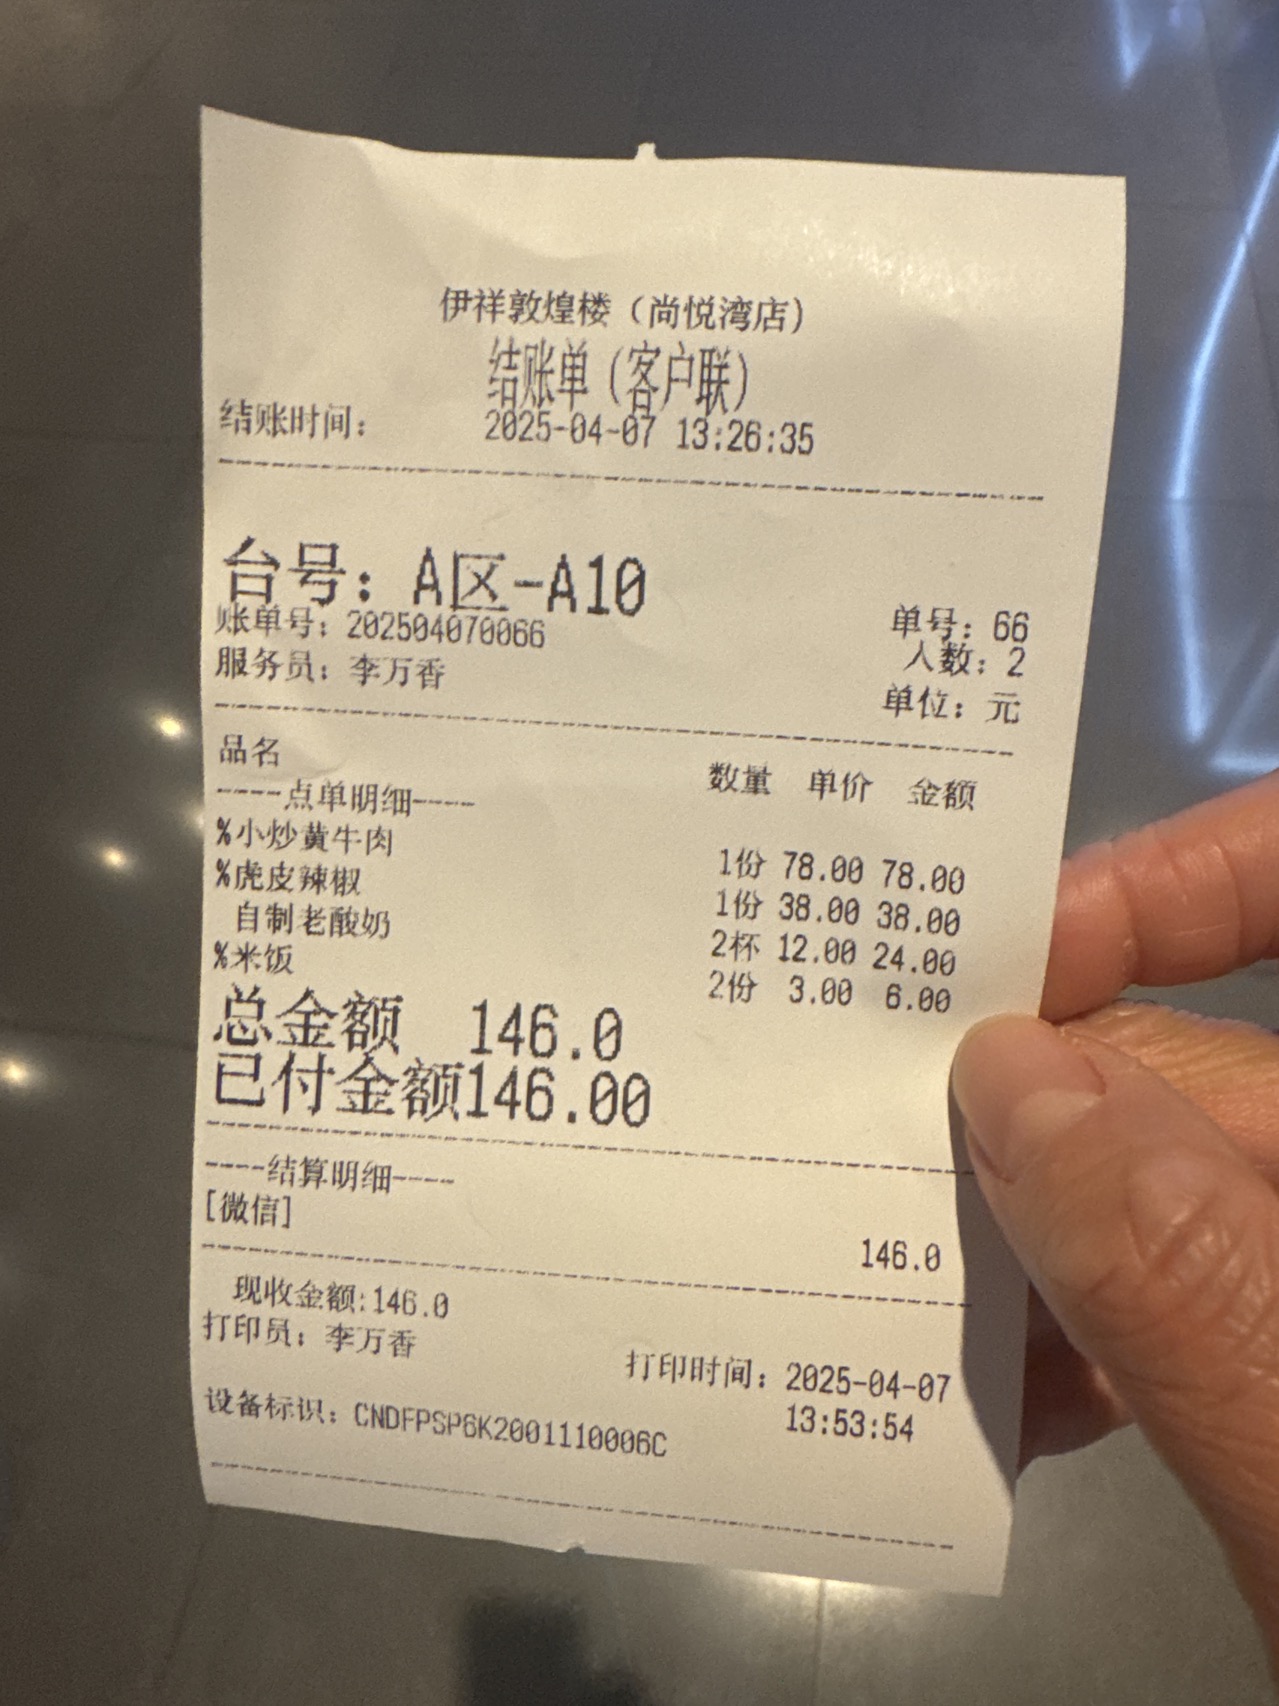 伊祥敦煌楼（尚悦湾店）
结账单（客户联）
结账时间： 2025-04-07 13:26:35
台号：A区-A10
账单号：202504070066 单号：66
服务员：李万香 人数：2
单位：元
品名 数量 单价 金额
----点单明细----
%小炒黄牛肉 1份 78.00 78.00
%虎皮辣椒 1份 38.00 38.00
自制老酸奶 2杯 12.00 24.00
%米饭 2份 3.00 6.00
总金额 146.0
已付金额146.00
----结算明细----
[微信] 146.0
现收金额:146.0
打印员：李万香 打印时间：2025-04-07
13:53:54
设备标识：CNDFPSP6K2001110006C